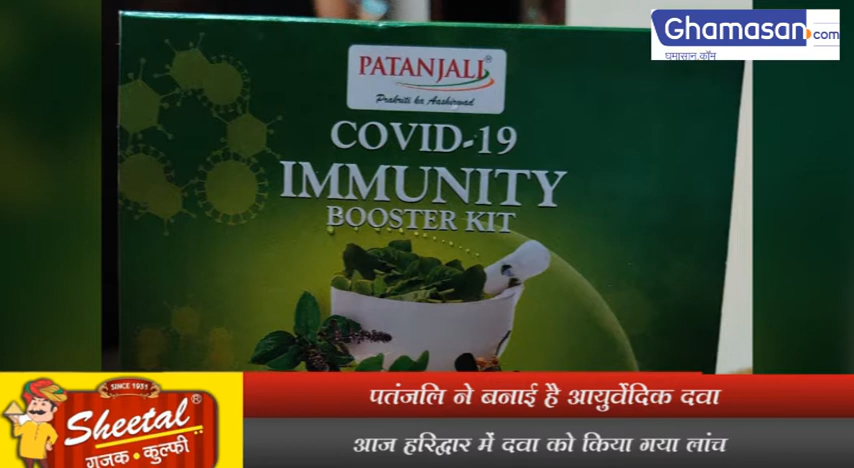 Ghamasan.com
घमासान.कॉम
PATANJALI®
Prakriti ka Aashirwad
COVID-19
IMMUNITY
BOOSTER KIT
SINCE 1951
Sheetal®
गजक • कुल्फी
पतंजलि ने बनाई है आयुर्वेदिक दवा
आज हरिद्वार में दवा को किया गया लांच